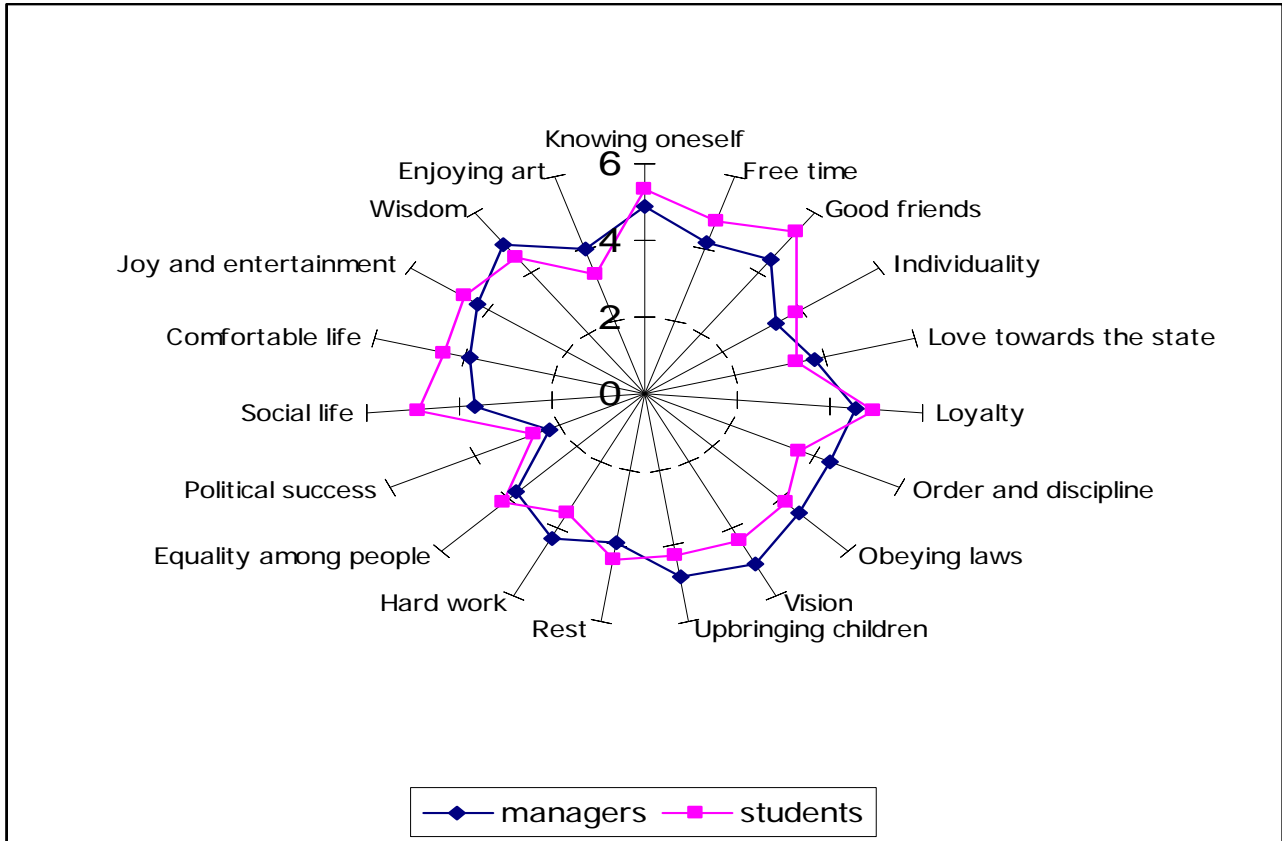 Knowing oneself
6
Enjoying art
Free time
Wisdom
Good friends
4
Joy and entertainment
Individuality
2
Comfortable life
Love towards the state
0
Social life
Loyalty
Political success
Order and discipline
Equality among people
Obeying laws
Hard work
Vision
Rest
Upbringing children
managers
students